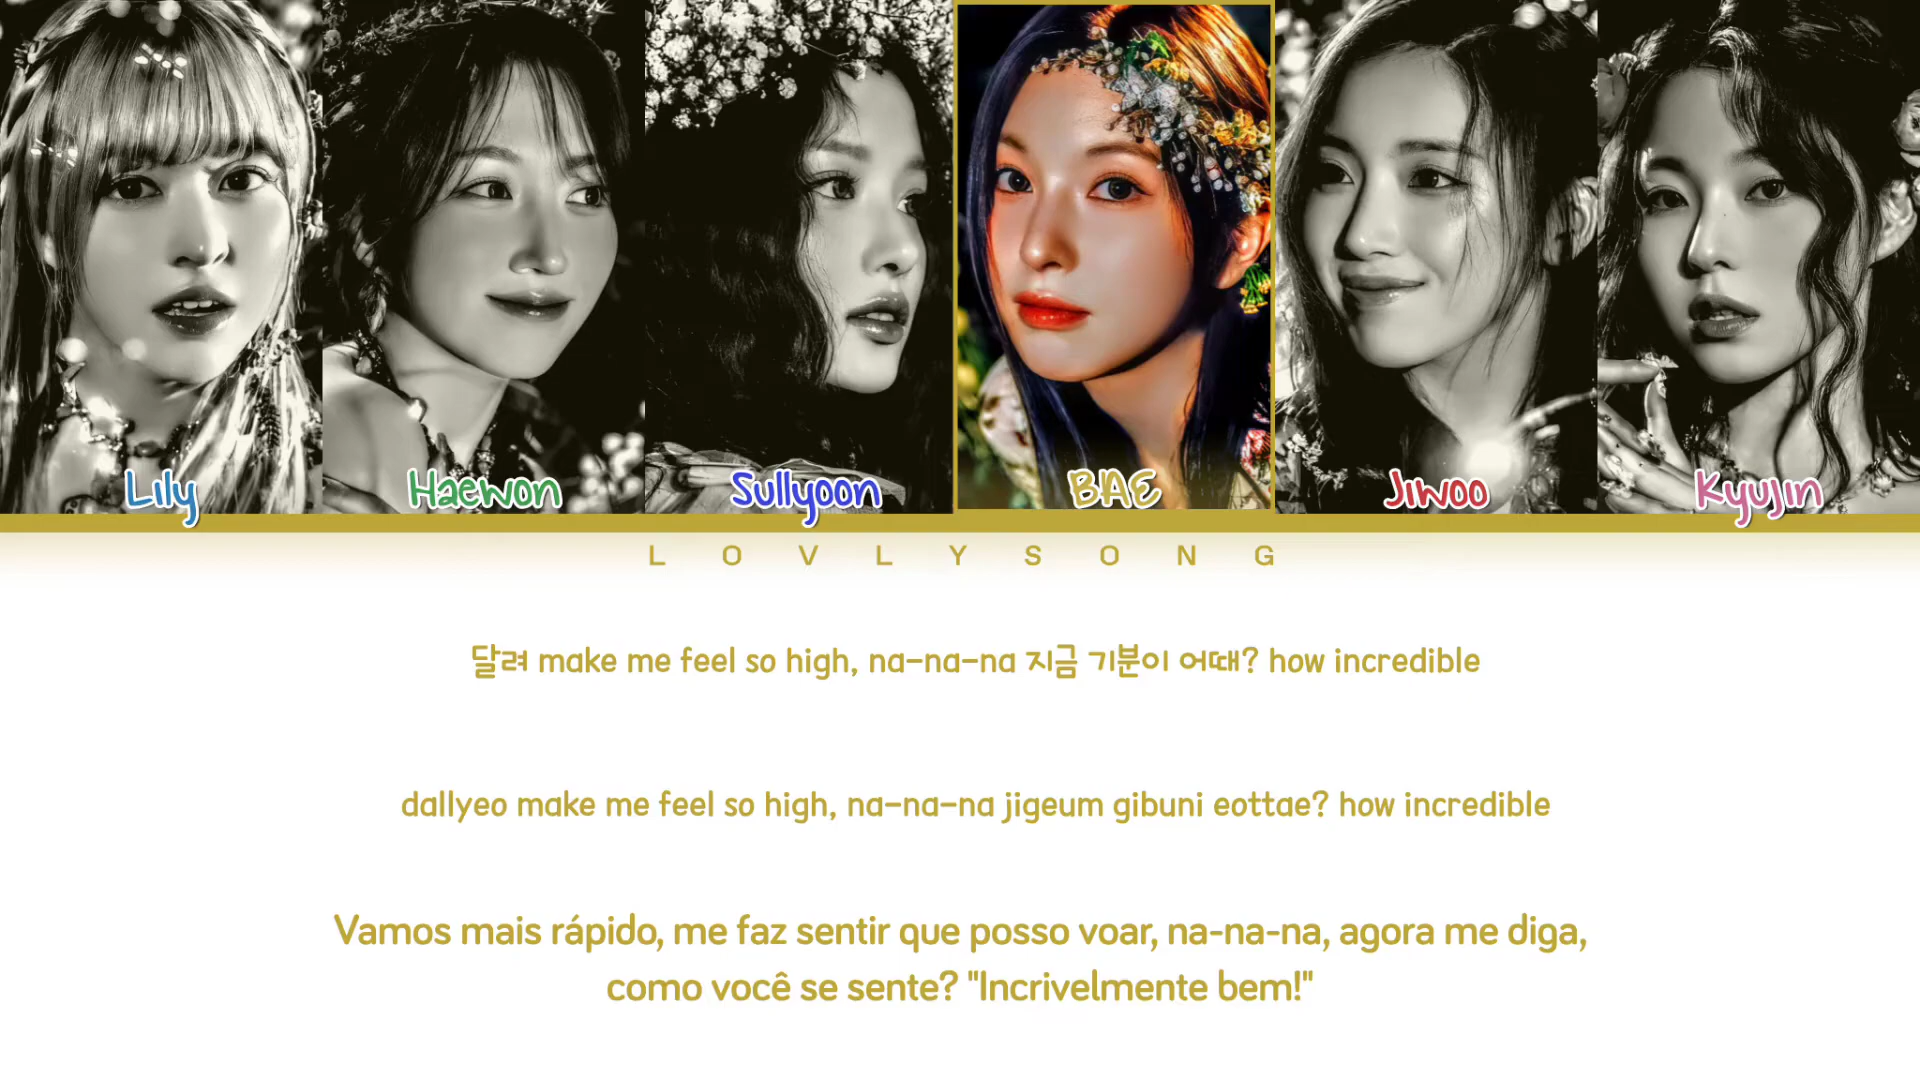 Lily
Haewon
Sullyoon
BAE
Jiwoo
Kyujin
LOVLYSONG
달려 make me feel so high, na-na-na 지금 기분이 어때? how incredible
dallyeo make me feel so high, na-na-na jigeum gibuni eottae? how incredible
Vamos mais rápido, me faz sentir que posso voar, na-na-na, agora me diga,
como você se sente? "Incrivelmente bem!"